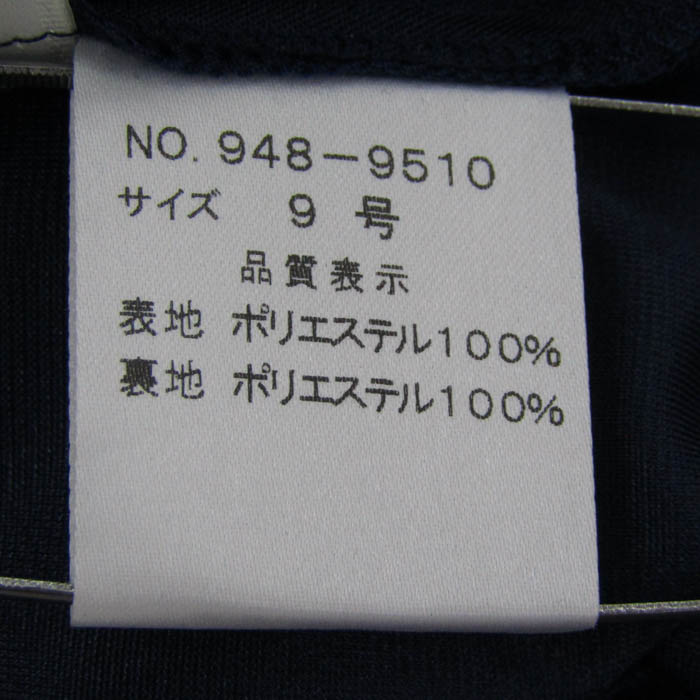 NO. 948-9510
サイズ 9 号
品質表示
表地 ポリエステル100%
裏地 ポリエステル100%